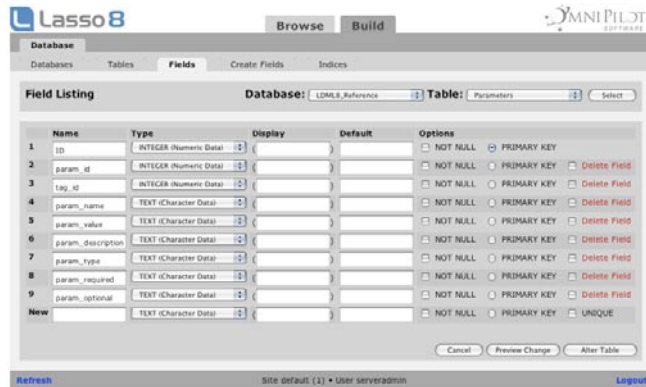 Lasso 8
Browse Build
OMNIPILOT
SOFTWARE
Database
Databases Tables Fields Create Fields Indices
Field Listing Database: LDML8_Reference Table: Parameters Select
Name Type Display Default Options
1 ID INTEGER (Numeric Data) ( ) NOT NULL PRIMARY KEY
2 param_id INTEGER (Numeric Data) ( ) NOT NULL PRIMARY KEY Delete Field
3 tag_id INTEGER (Numeric Data) ( ) NOT NULL PRIMARY KEY Delete Field
4 param_name TEXT (Character Data) ( ) NOT NULL PRIMARY KEY Delete Field
5 param_value TEXT (Character Data) ( ) NOT NULL PRIMARY KEY Delete Field
6 param_description TEXT (Character Data) ( ) NOT NULL PRIMARY KEY Delete Field
7 param_type TEXT (Character Data) ( ) NOT NULL PRIMARY KEY Delete Field
8 param_required TEXT (Character Data) ( ) NOT NULL PRIMARY KEY Delete Field
9 param_optional TEXT (Character Data) ( ) NOT NULL PRIMARY KEY Delete Field
New TEXT (Character Data) ( ) NOT NULL PRIMARY KEY UNIQUE
Cancel Preview Change Alter Table
Refresh Site default (1) • User serveradmin Logout